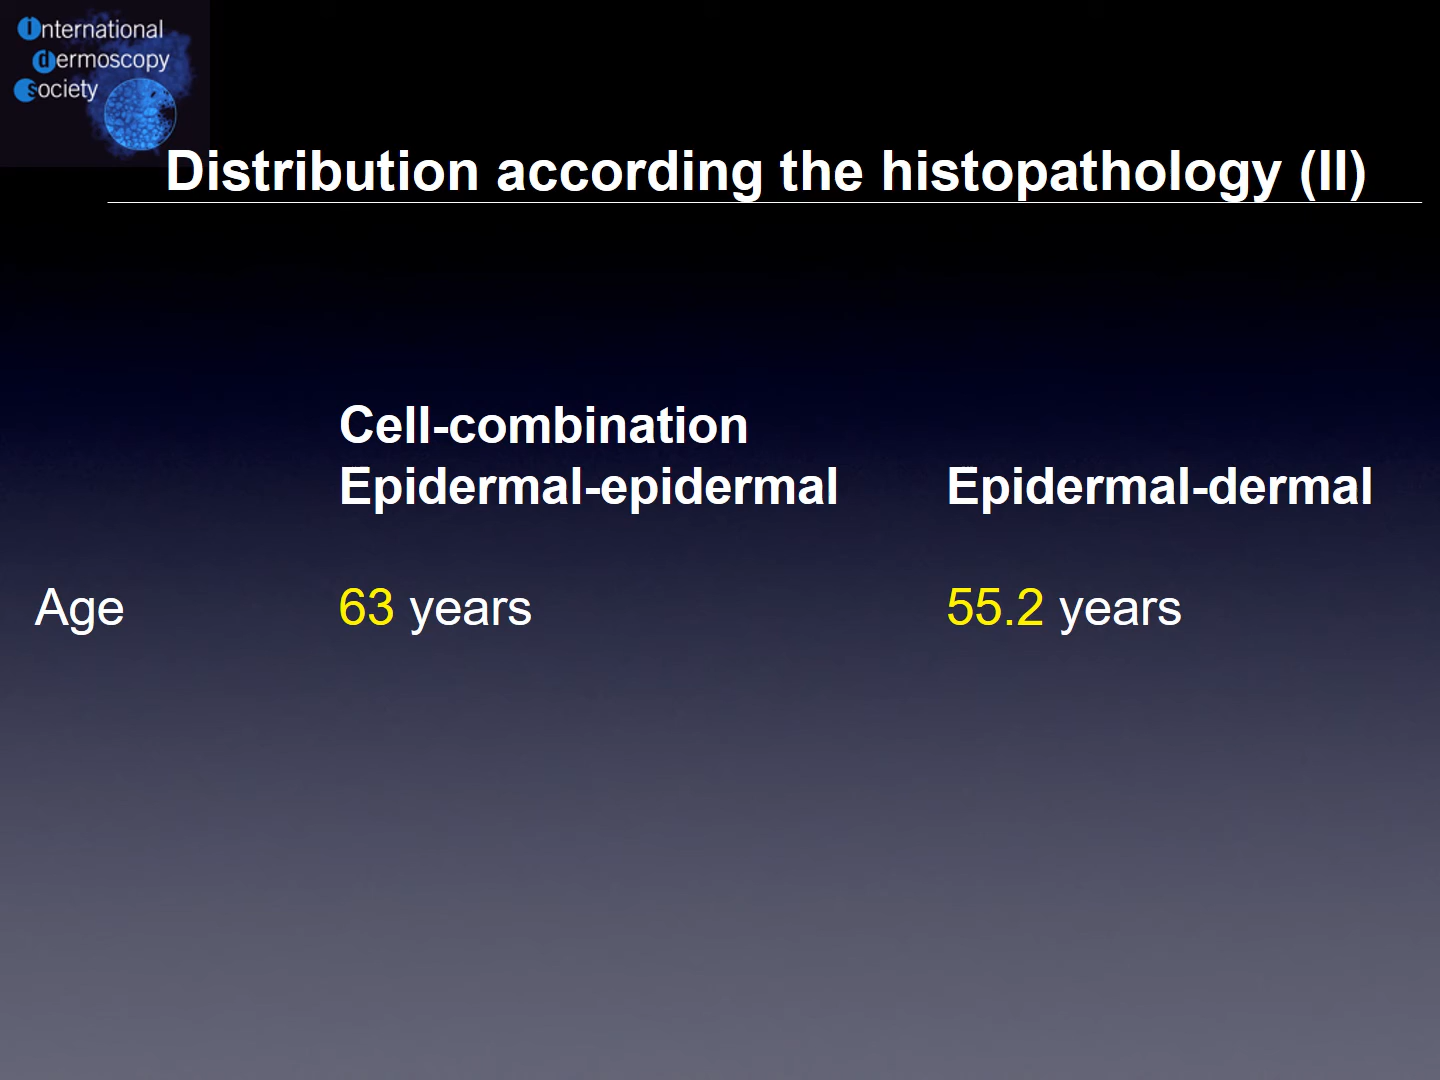 International
dermoscopy
society
Distribution according the histopathology (II)
Cell-combination
Epidermal-epidermal Epidermal-dermal
Age 63 years 55.2 years